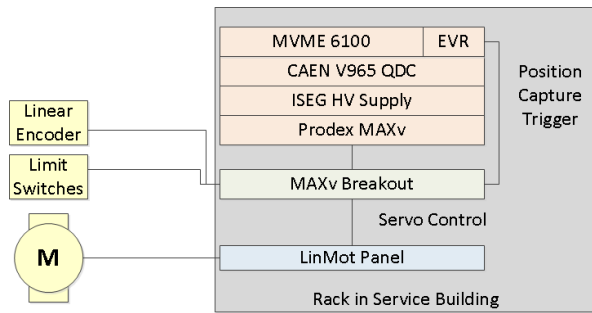 MVME 6100
EVR
CAEN V965 QDC
ISEG HV Supply
Prodex MAXv
Position
Capture
Trigger
Linear
Encoder
Limit
Switches
MAXv Breakout
Servo Control
M
LinMot Panel
Rack in Service Building